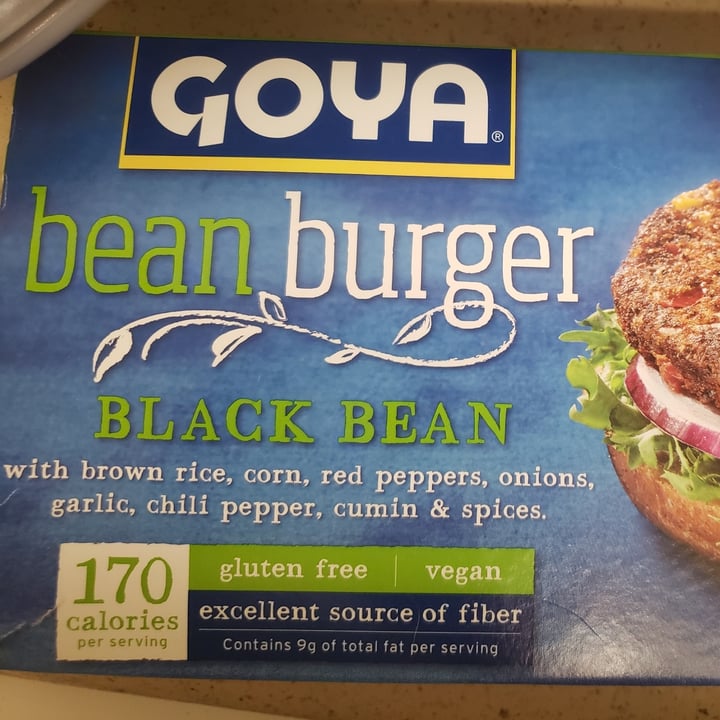 GOYA®
bean burger
BLACK BEAN
with brown rice, corn, red peppers, onions,
garlic, chili pepper, cumin & spices.
170
calories
per serving
gluten free | vegan
excellent source of fiber
Contains 9g of total fat per serving